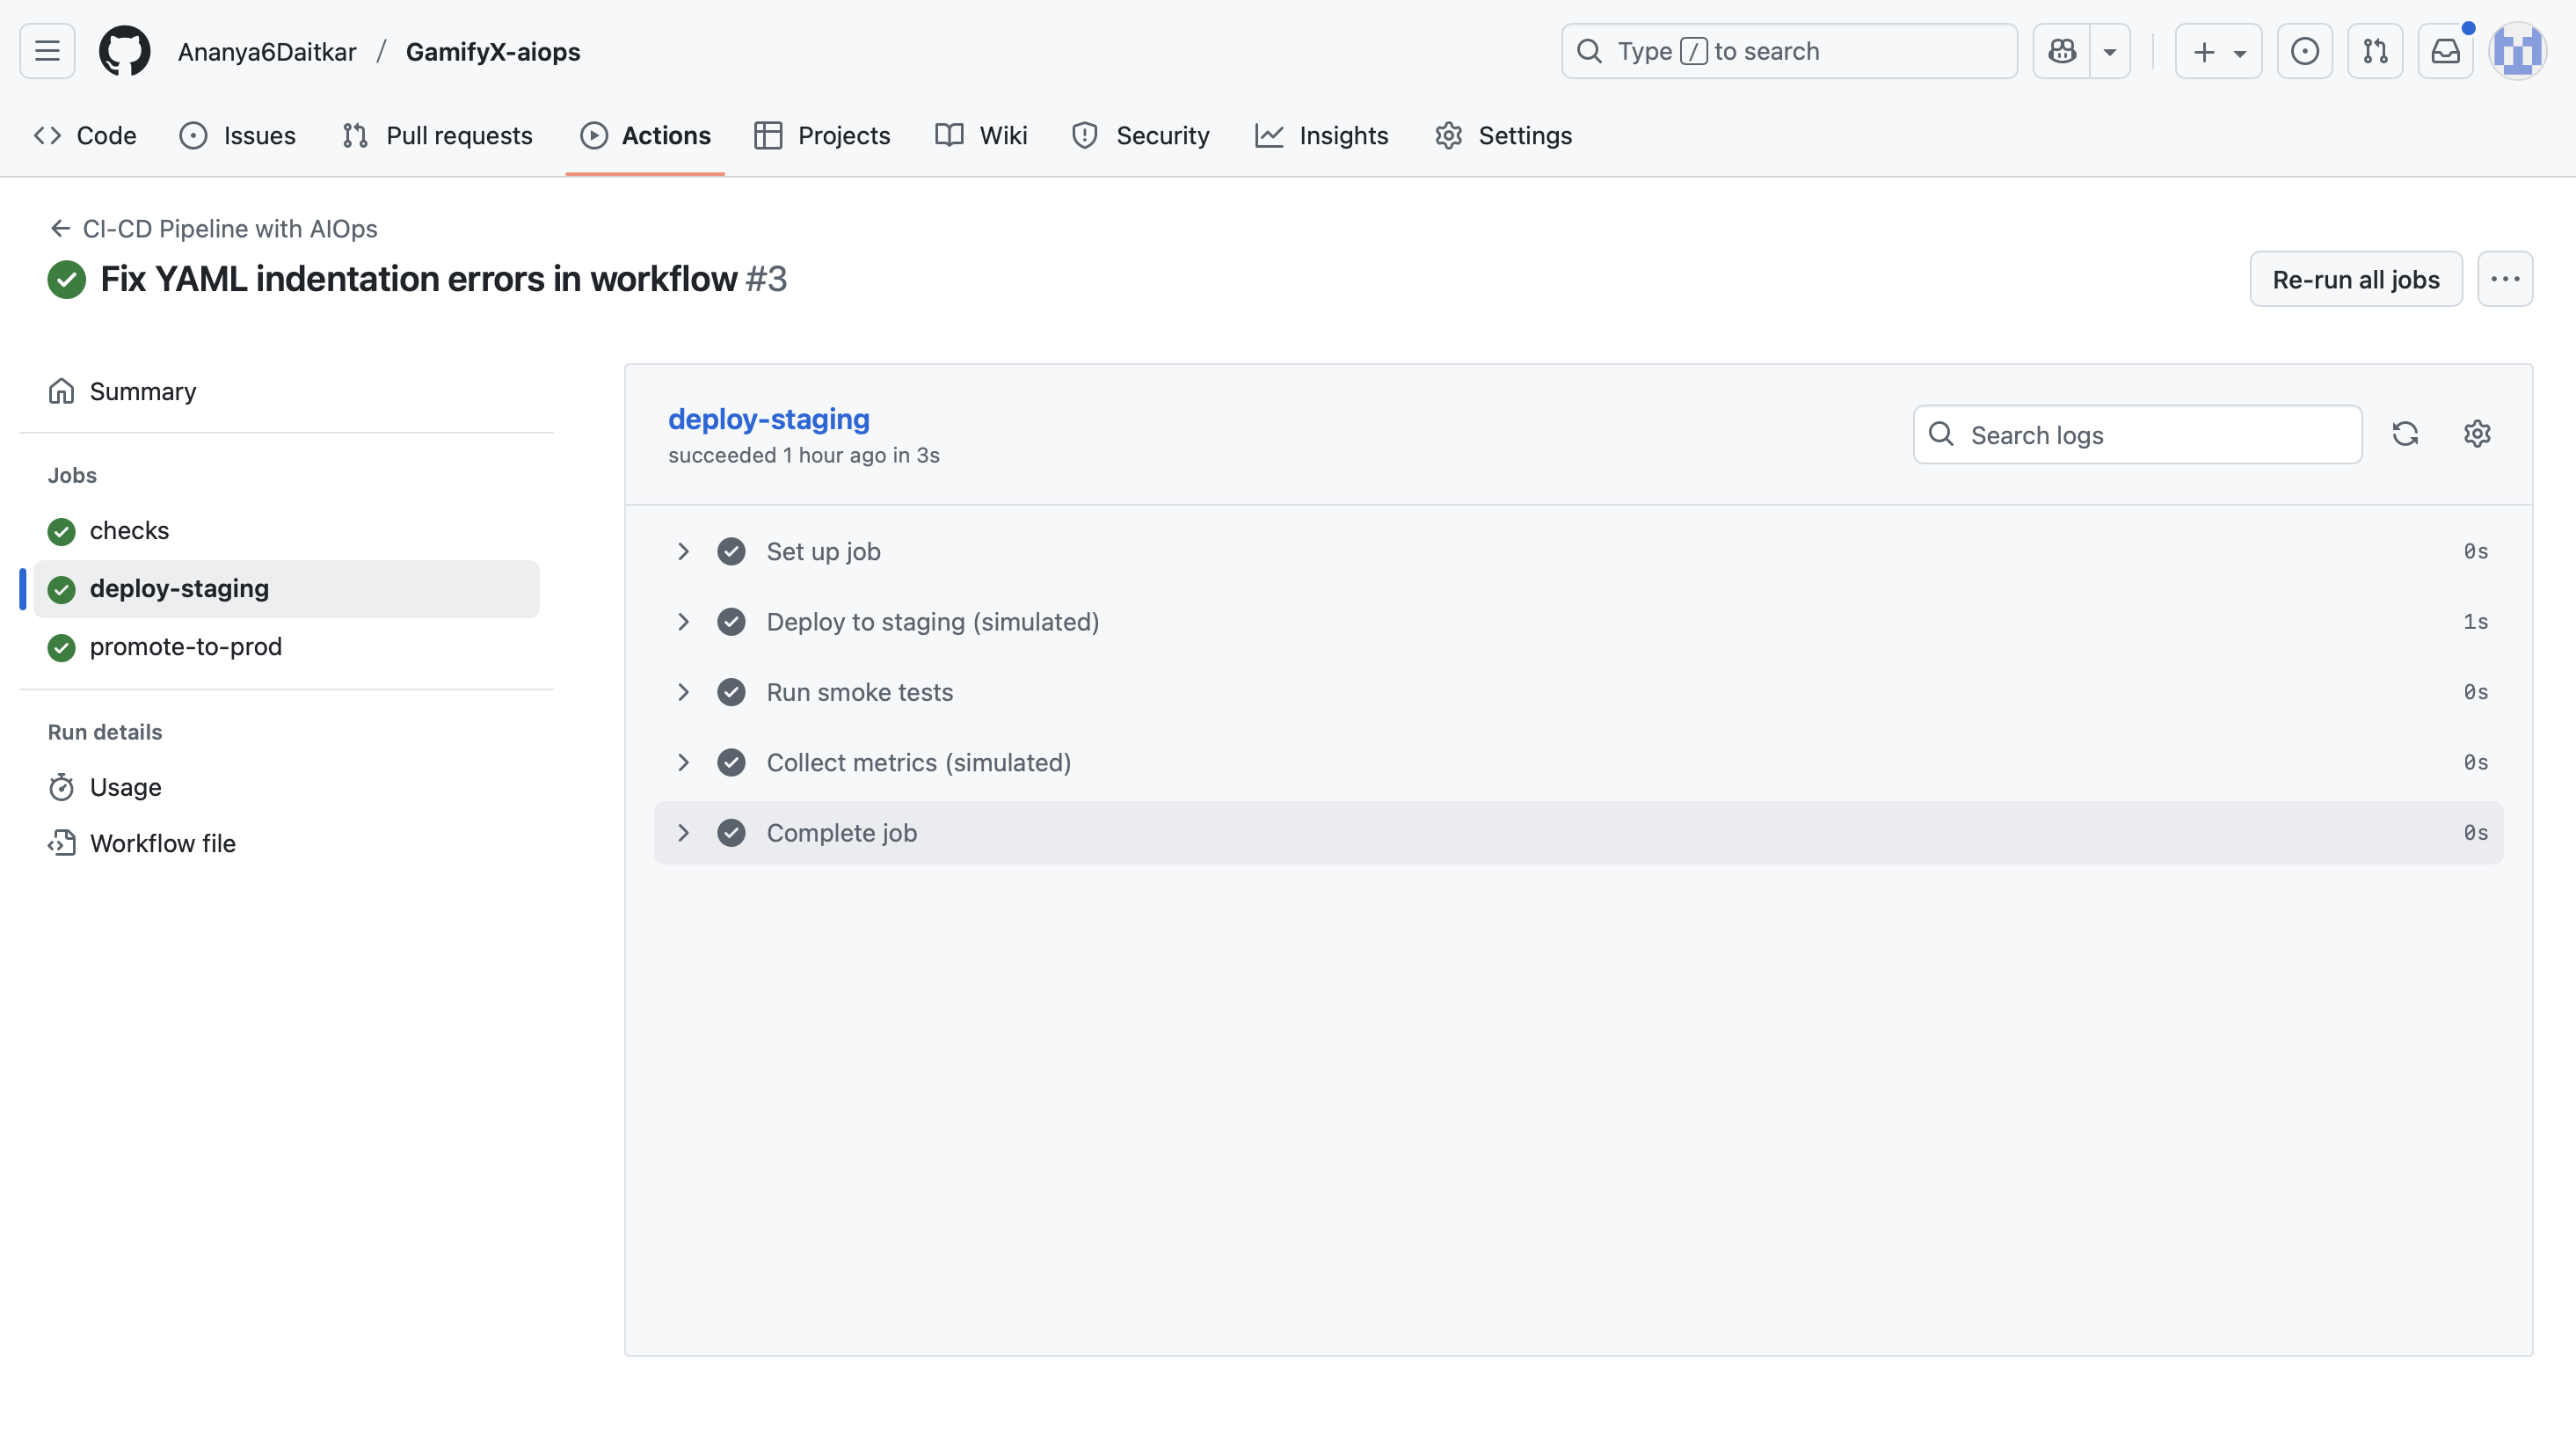 Ananya6Daitkar / GamifyX-aiops
Type / to search
Code
Issues
Pull requests
Actions
Projects
Wiki
Security
Insights
Settings
CI-CD Pipeline with AIOps
Fix YAML indentation errors in workflow #3
Re-run all jobs
Summary
Jobs
checks
deploy-staging
promote-to-prod
Run details
Usage
Workflow file
deploy-staging
succeeded 1 hour ago in 3s
Search logs
Set up job 0s
Deploy to staging (simulated) 1s
Run smoke tests 0s
Collect metrics (simulated) 0s
Complete job 0s